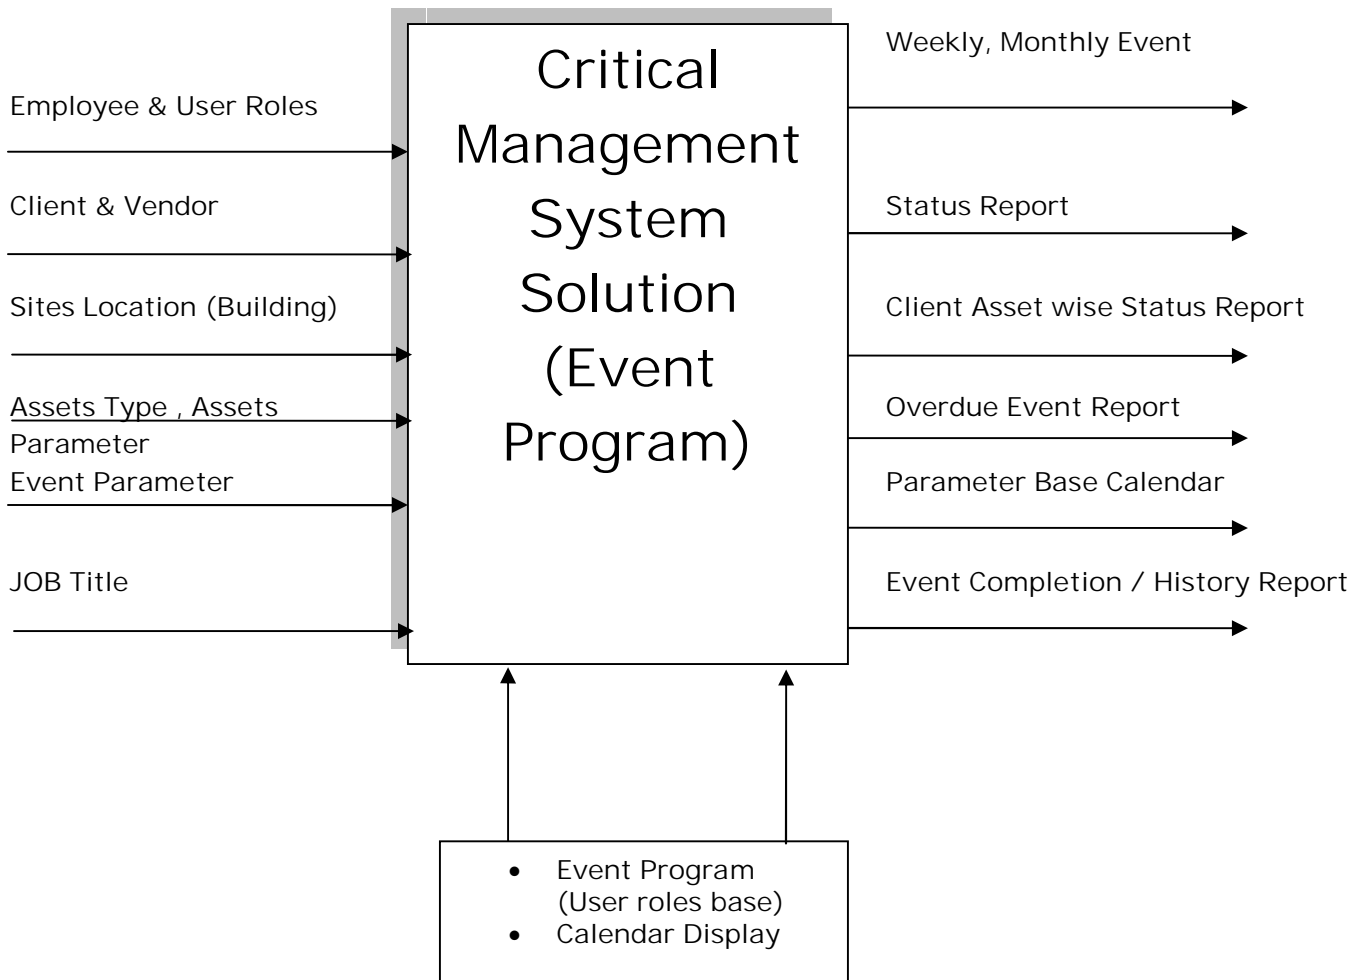 Employee & User Roles
Client & Vendor
Sites Location (Building)
Assets Type , Assets
Parameter
Event Parameter
JOB Title
Critical
Management
System
Solution
(Event
Program)
Weekly, Monthly Event
Status Report
Client Asset wise Status Report
Overdue Event Report
Parameter Base Calendar
Event Completion / History Report
• Event Program
(User roles base)
• Calendar Display